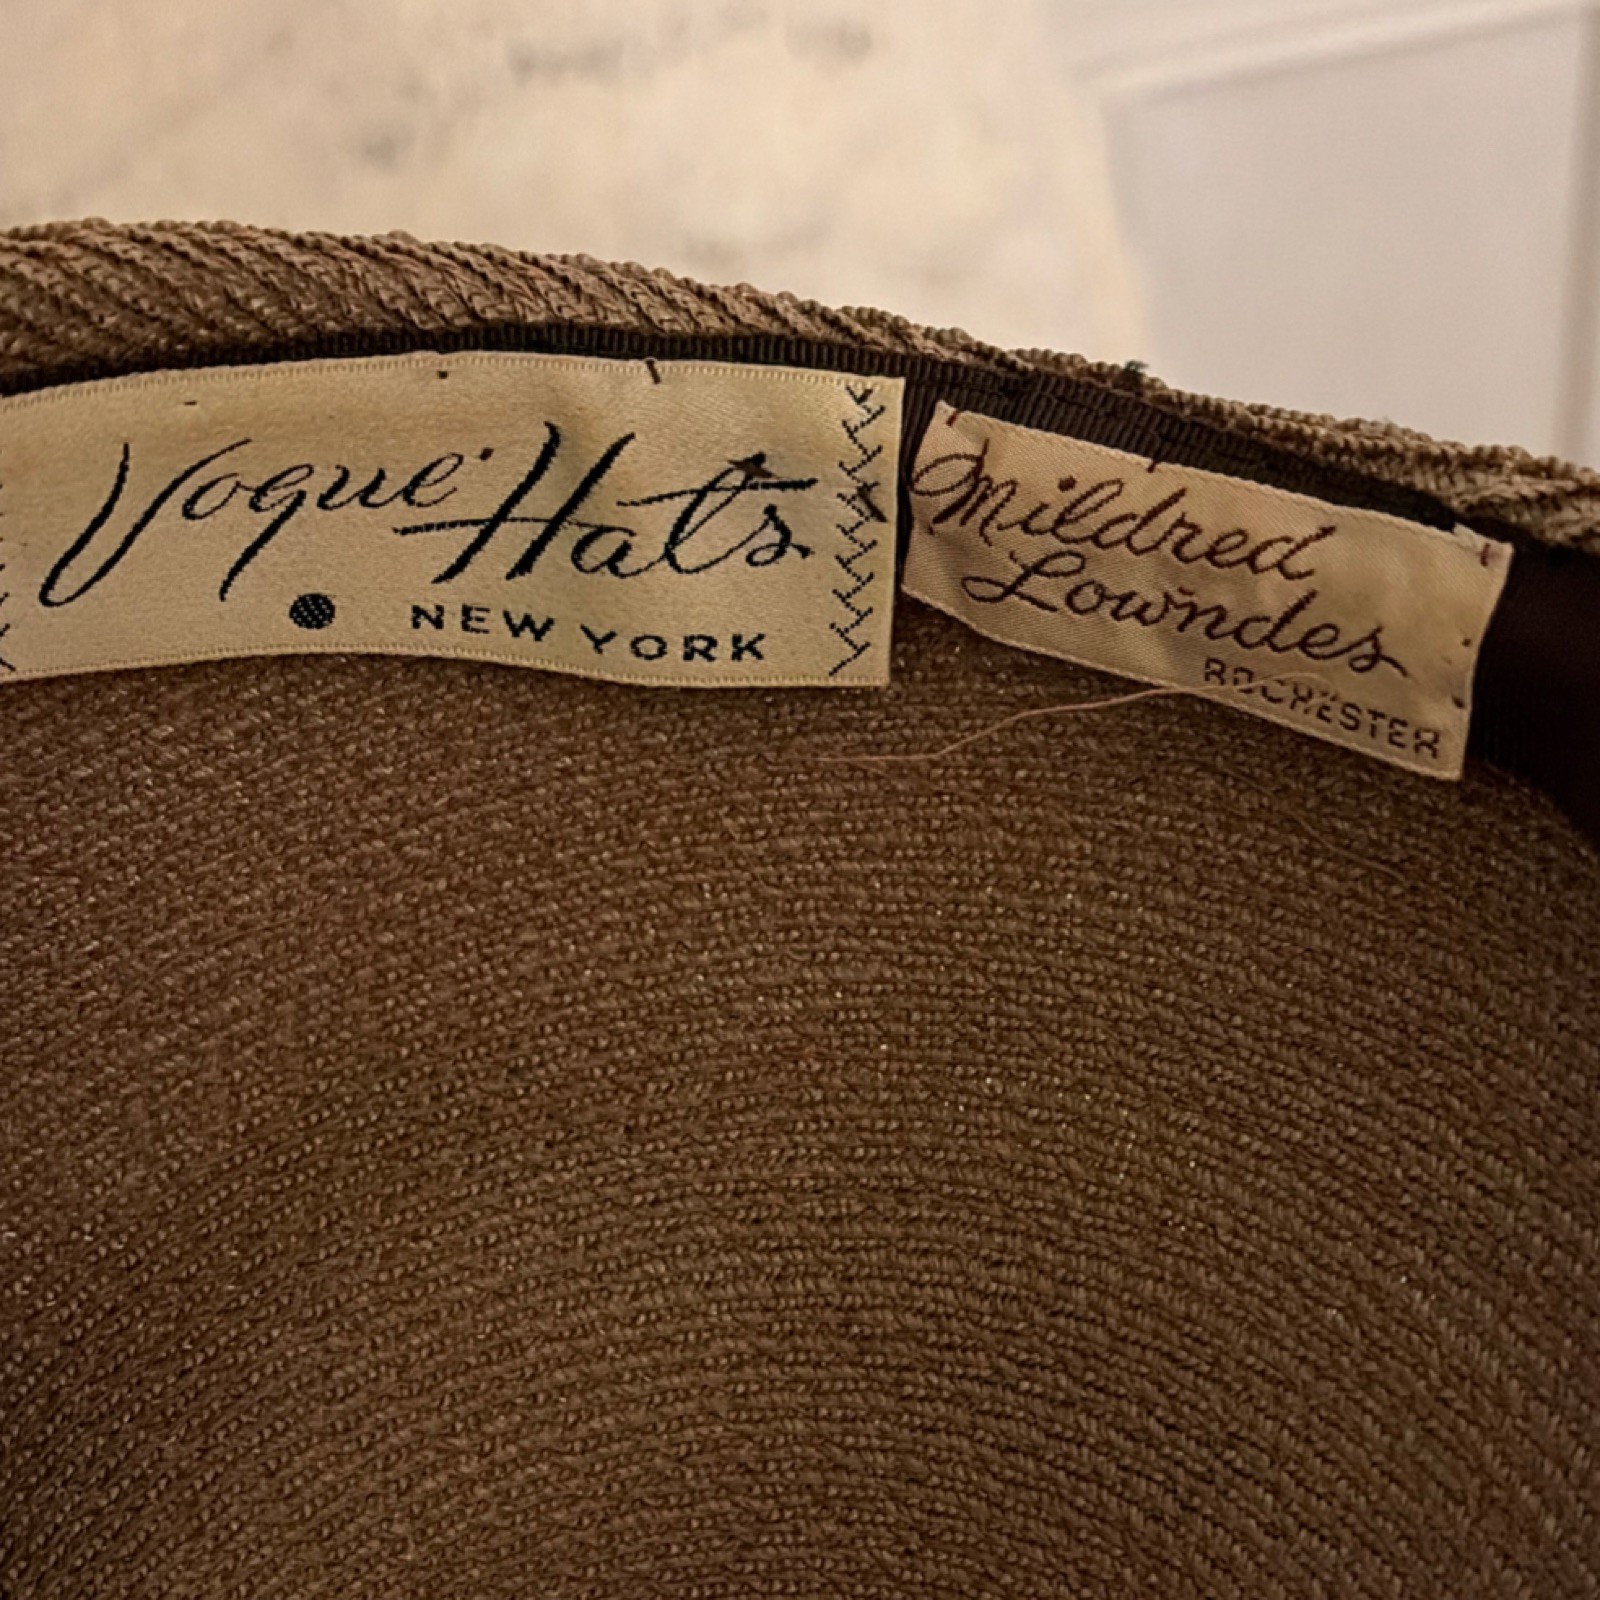 Vogue Hats
NEW YORK
Mildred
Lowndes
ROCHESTER